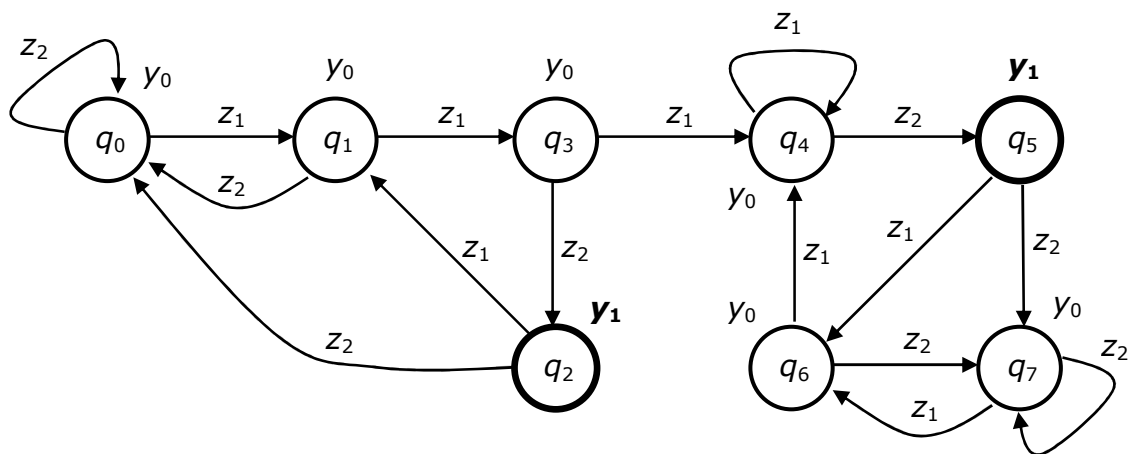 z₁
z₂
y₀ y₀ y₀ y₁
q₀ z₁ q₁ z₁ q₃ z₁ q₄ z₂ q₅
z₂ y₀
z₁ z₂ z₁ z₁ z₂
y₁ y₀ y₀
z₂ q₂ q₆ z₂ q₇ z₂
z₁